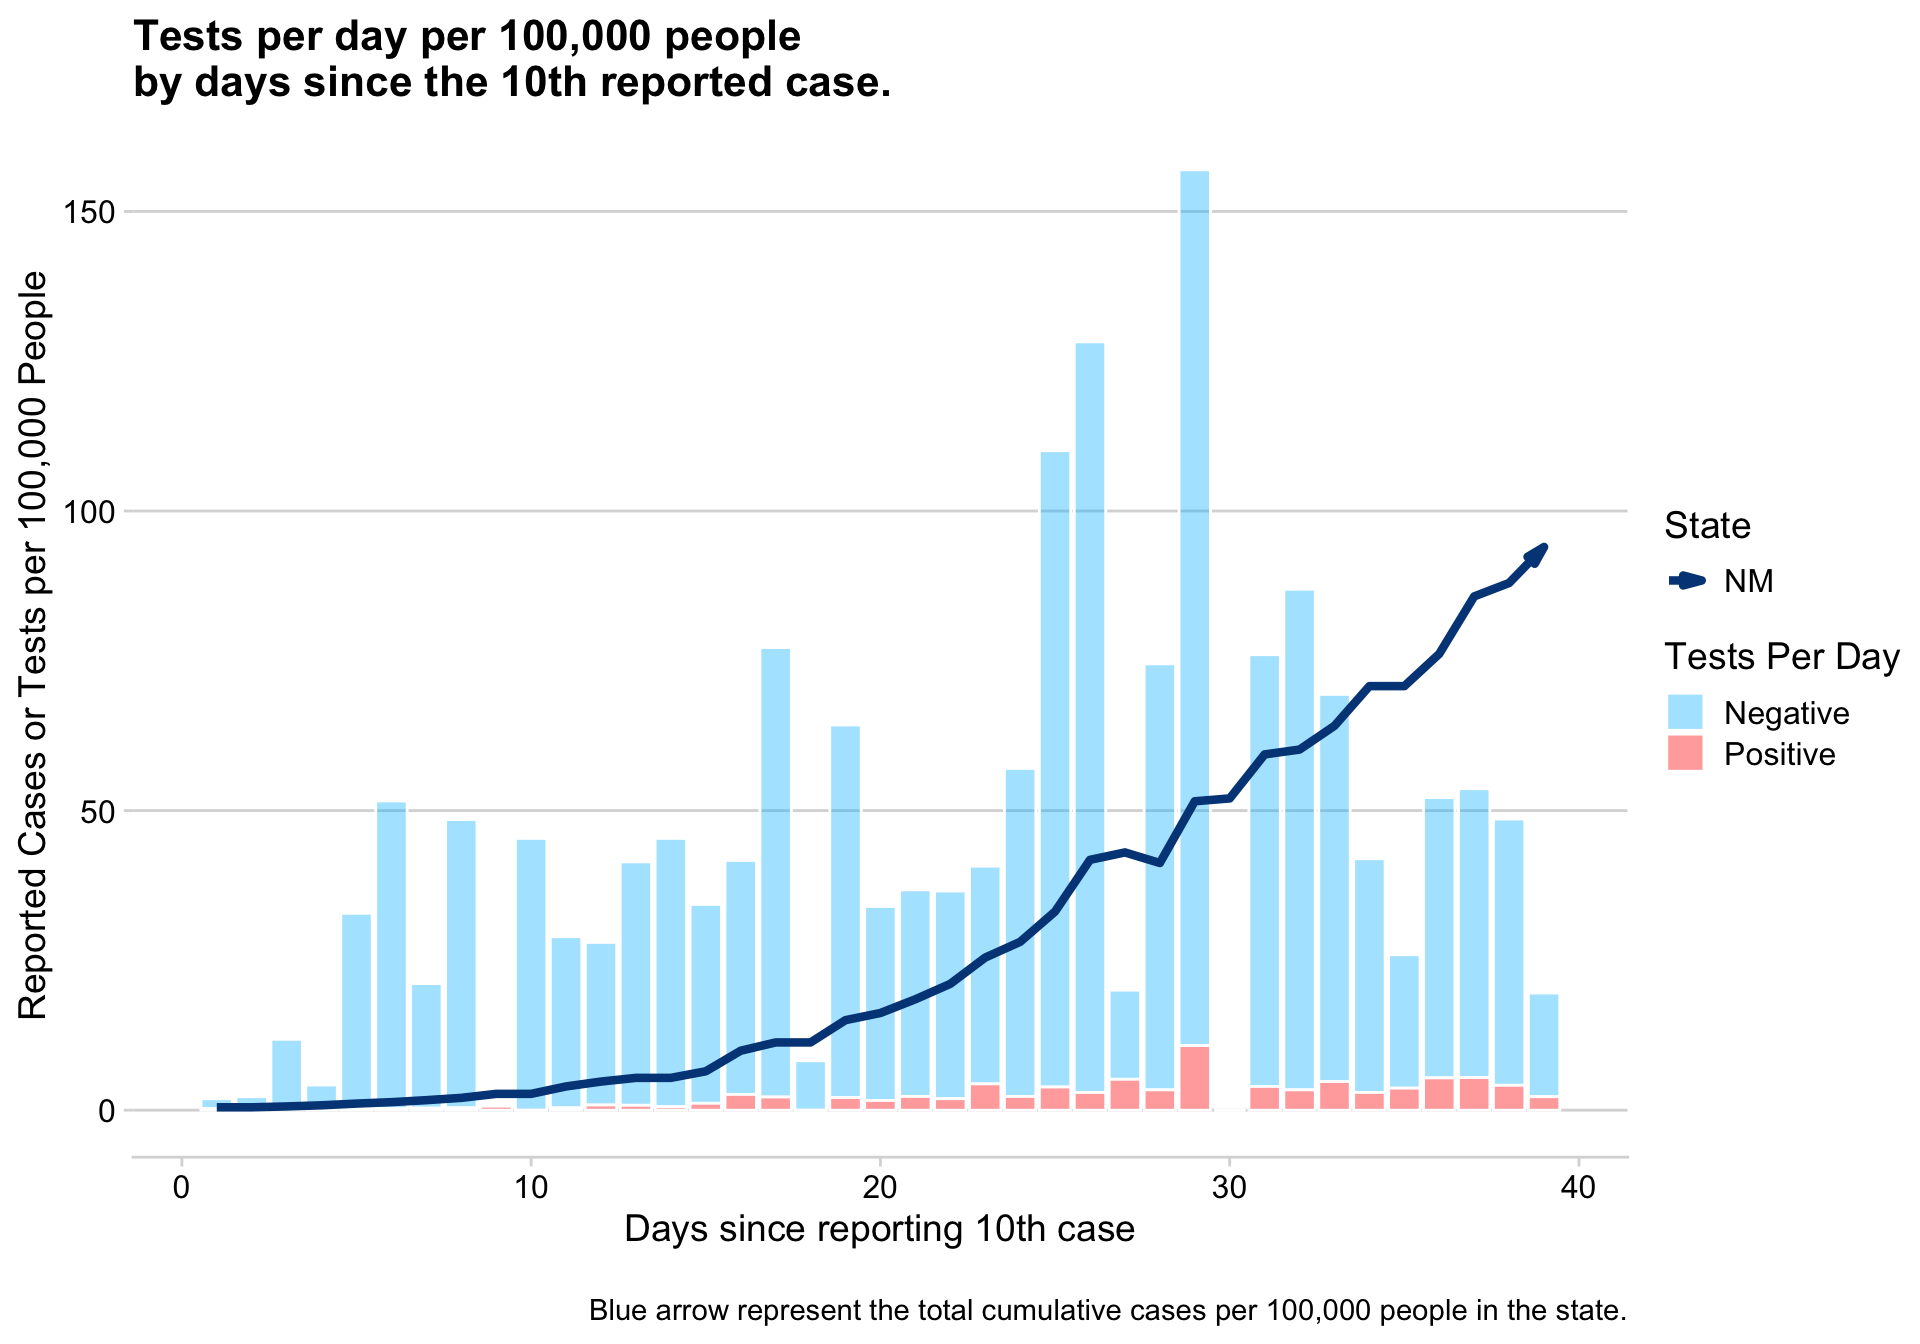 Tests per day per 100,000 people
by days since the 10th reported case.
Reported Cases or Tests per 100,000 People
150
100
50
0
0
10
20
30
40
Days since reporting 10th case
State
NM
Tests Per Day
Negative
Positive
Blue arrow represent the total cumulative cases per 100,000 people in the state.